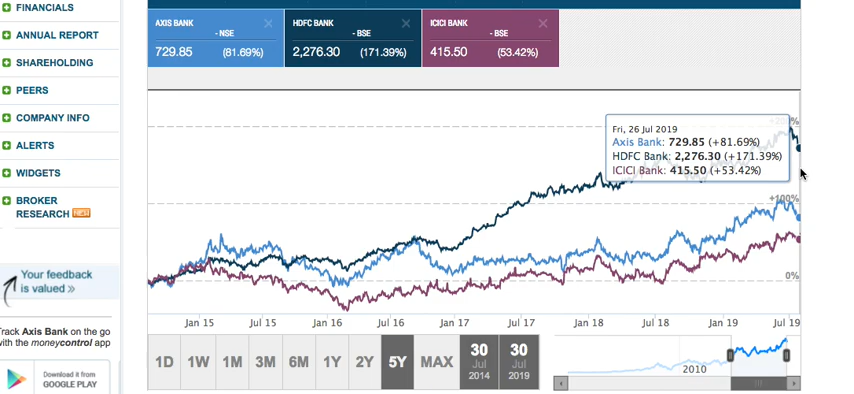 FINANCIALS
ANNUAL REPORT
SHAREHOLDING
PEERS
COMPANY INFO
ALERTS
WIDGETS
BROKER
RESEARCH NEW
Your feedback
is valued »
rack Axis Bank on the go
with the moneycontrol app
Download it from
GOOGLE PLAY
AXIS BANK ×
- NSE
729.85 (81.69%)
HDFC BANK ×
- BSE
2,276.30 (171.39%)
ICICI BANK ×
- BSE
415.50 (53.42%)
+200%
Fri, 26 Jul 2019
Axis Bank: 729.85 (+81.69%)
HDFC Bank: 2,276.30 (+171.39%)
ICICI Bank: 415.50 (+53.42%)
+100%
0%
Jan 15 Jul 15 Jan 16 Jul 16 Jan 17 Jul 17 Jan 18 Jul 18 Jan 19 Jul 19
1D 1W 1M 3M 6M 1Y 2Y 5Y MAX
30 Jul 2014
30 Jul 2019
2010